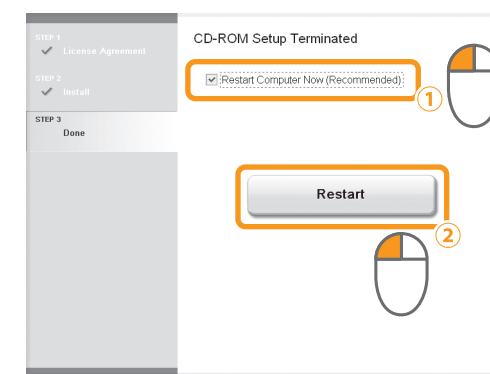 STEP 1
License Agreement
STEP 2
Install
STEP 3
Done
CD-ROM Setup Terminated
Restart Computer Now (Recommended)
1
Restart
2